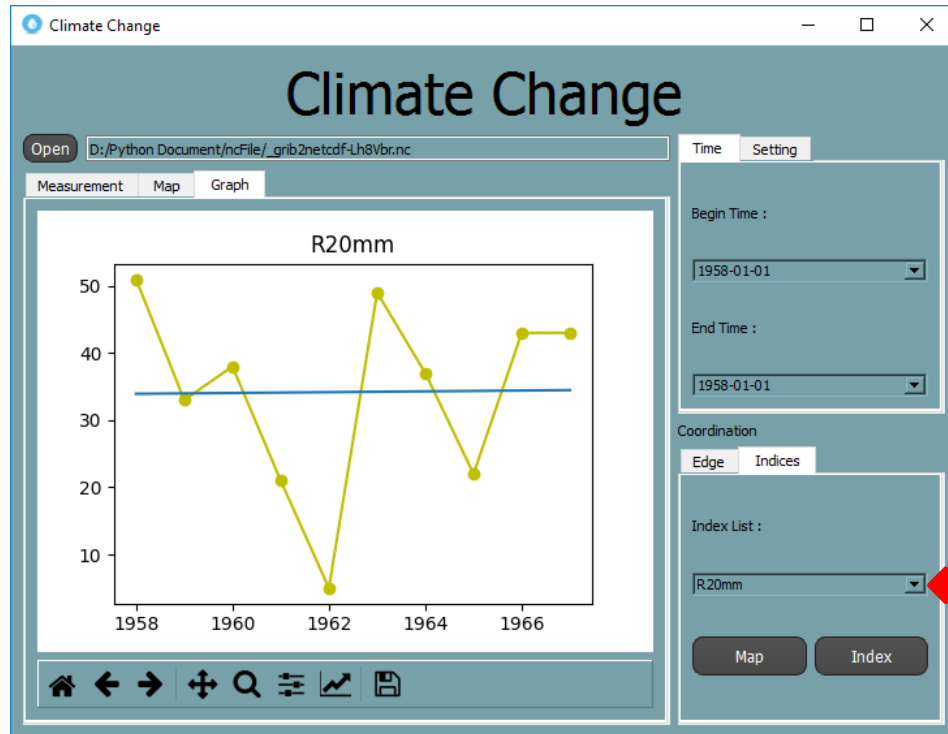 Climate Change
Climate Change
Open D:/Python Document/ncFile/_grib2netcdf-Lh8Vbr.nc
Measurement Map Graph
R20mm
50
40
30
20
10
1958 1960 1962 1964 1966
Time Setting
Begin Time :
1958-01-01
End Time :
1958-01-01
Coordination
Edge Indices
Index List :
R20mm
Map Index